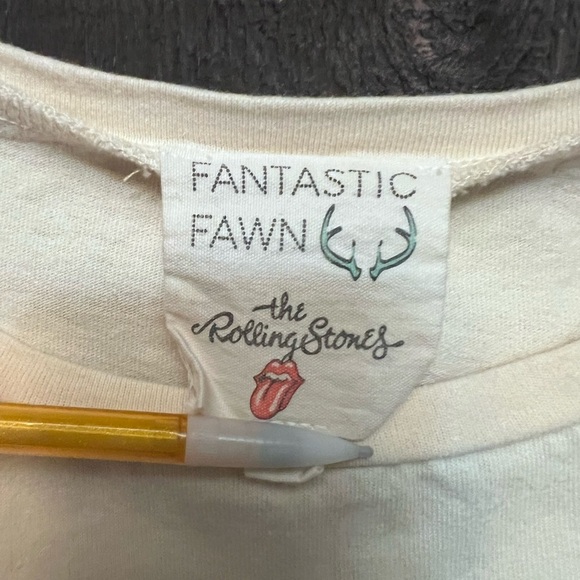 FANTASTIC
FAWN
the
Rolling Stones